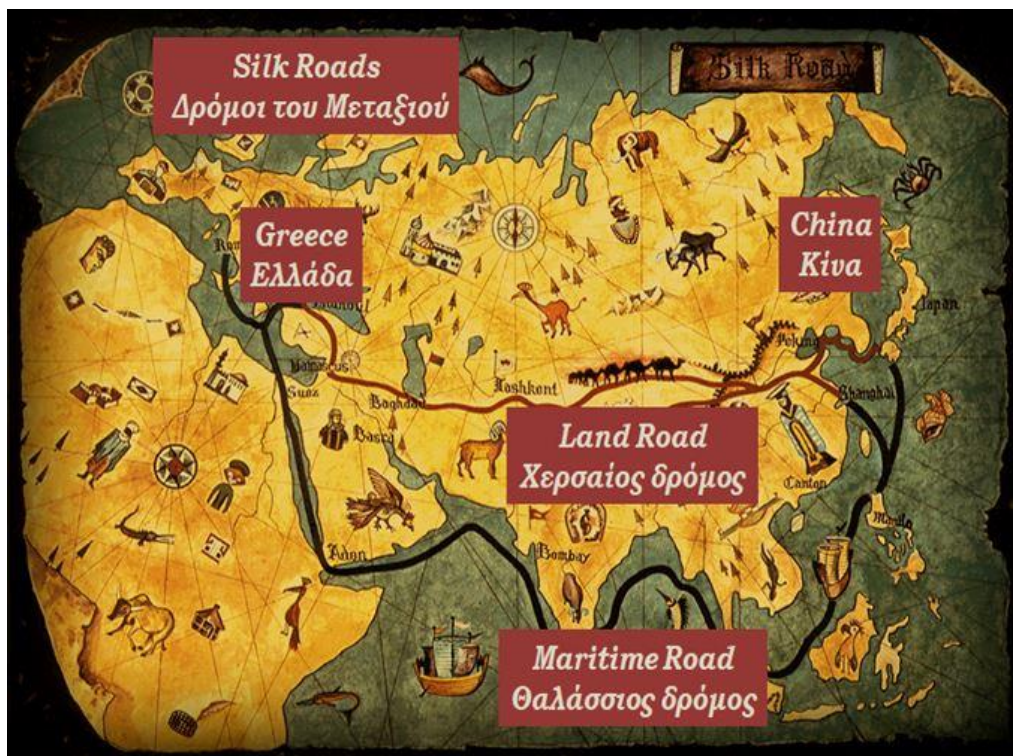 Silk Roads
Δρόμοι του Μεταξιού
Silk Road
Greece
Ελλάδα
China
Κίνα
Japan
Damascus
Peking
Suez
Tashkent
Baghdad
Shanghai
Basra
Land Road
Χερσαίος δρόμος
Canton
Manila
Bombay
Maritime Road
Θαλάσσιος δρόμος